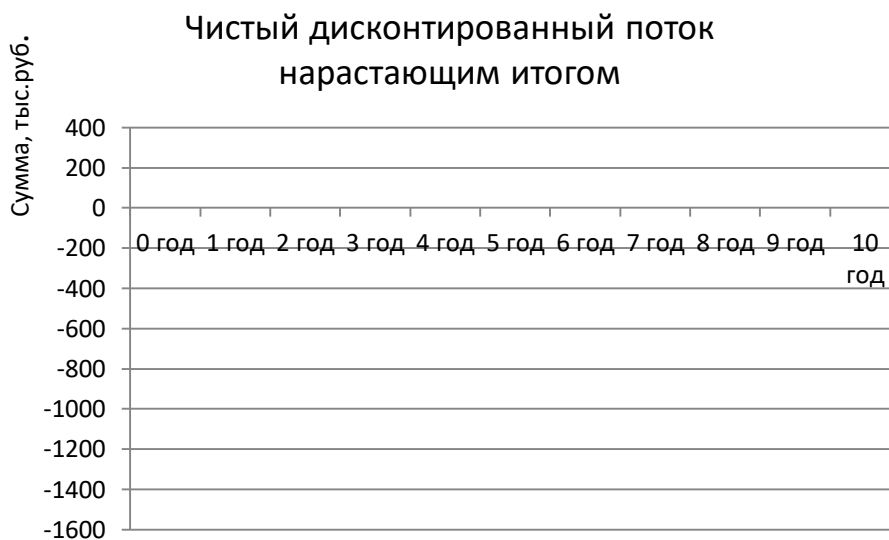 Чистый дисконтированный поток
нарастающим итогом
Сумма, тыс.руб.
400
200
0
-200
-400
-600
-800
-1000
-1200
-1400
-1600
0 год 1 год 2 год 3 год 4 год 5 год 6 год 7 год 8 год 9 год 10
год